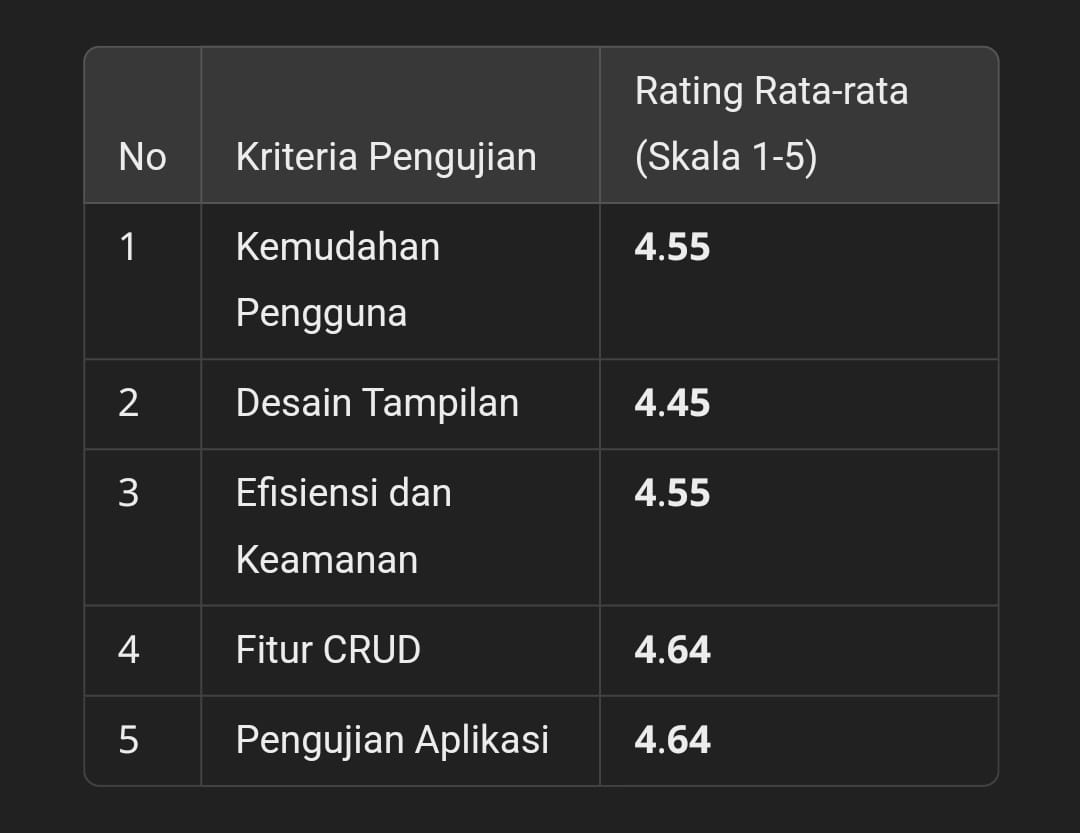 No Kriteria Pengujian Rating Rata-rata
(Skala 1-5)
1 Kemudahan 4.55
Pengguna
2 Desain Tampilan 4.45
3 Efisiensi dan 4.55
Keamanan
4 Fitur CRUD 4.64
5 Pengujian Aplikasi 4.64